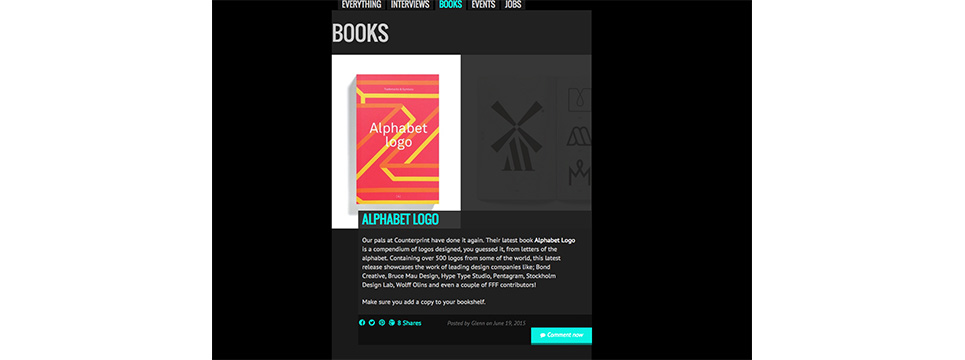 EVERYTHING INTERVIEWS BOOKS EVENTS JOBS
BOOKS
Alphabet
logo
ALPHABET LOGO
Our pals at Counterprint have done it again. Their latest book Alphabet Logo
is a compendium of logos designed, you guessed it, from letters of the
alphabet. Containing over 500 logos from some of the world, this latest
release showcases the work of leading design companies like; Bond
Creative, Bruce Mau Design, Hype Type Studio, Pentagram, Stockholm
Design Lab, Wolff Olins and even a couple of FFF contributors!
Make sure you add a copy to your bookshelf.
8 Shares Posted by Glenn on June 19, 2015
Comment now